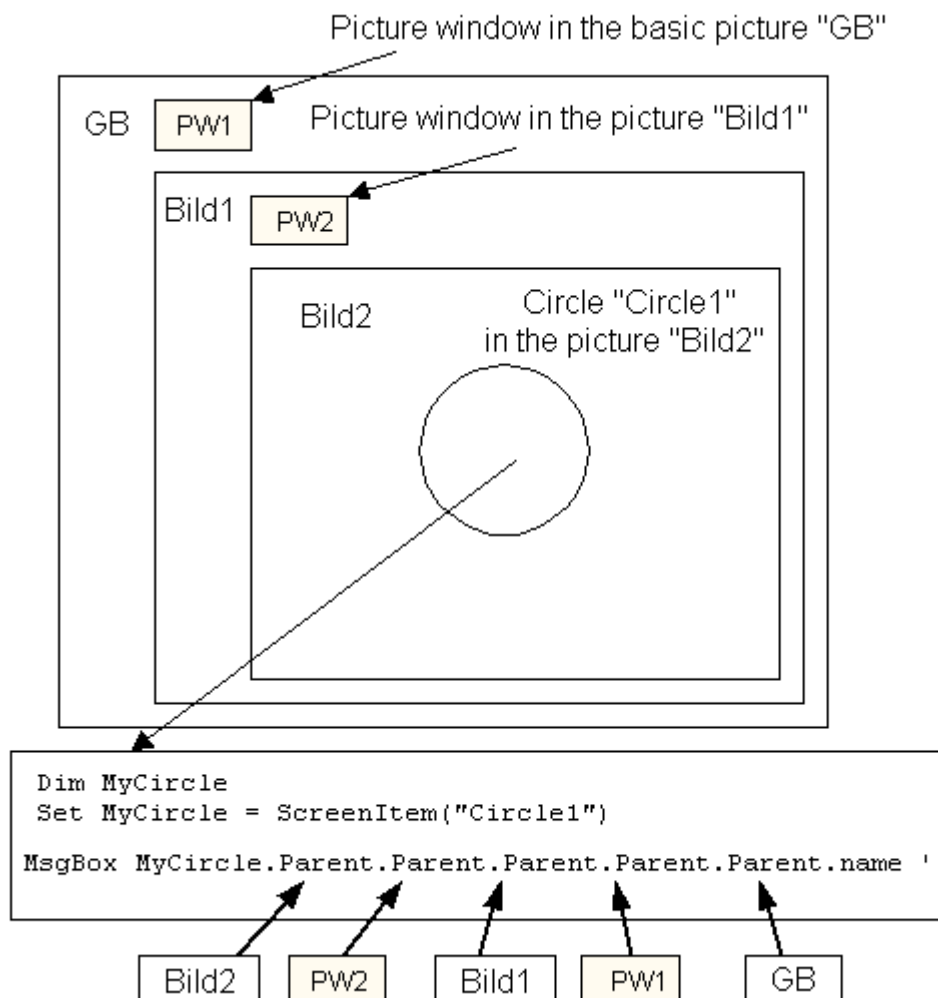 Picture window in the basic picture "GB"
GB
PW1
Picture window in the picture "Bild1"
Bild1
PW2
Bild2
Circle "Circle1"
in the picture "Bild2"
Dim MyCircle
Set MyCircle = ScreenItem("Circle1")
MsgBox MyCircle.Parent.Parent.Parent.Parent.Parent.name '
Bild2
PW2
Bild1
PW1
GB